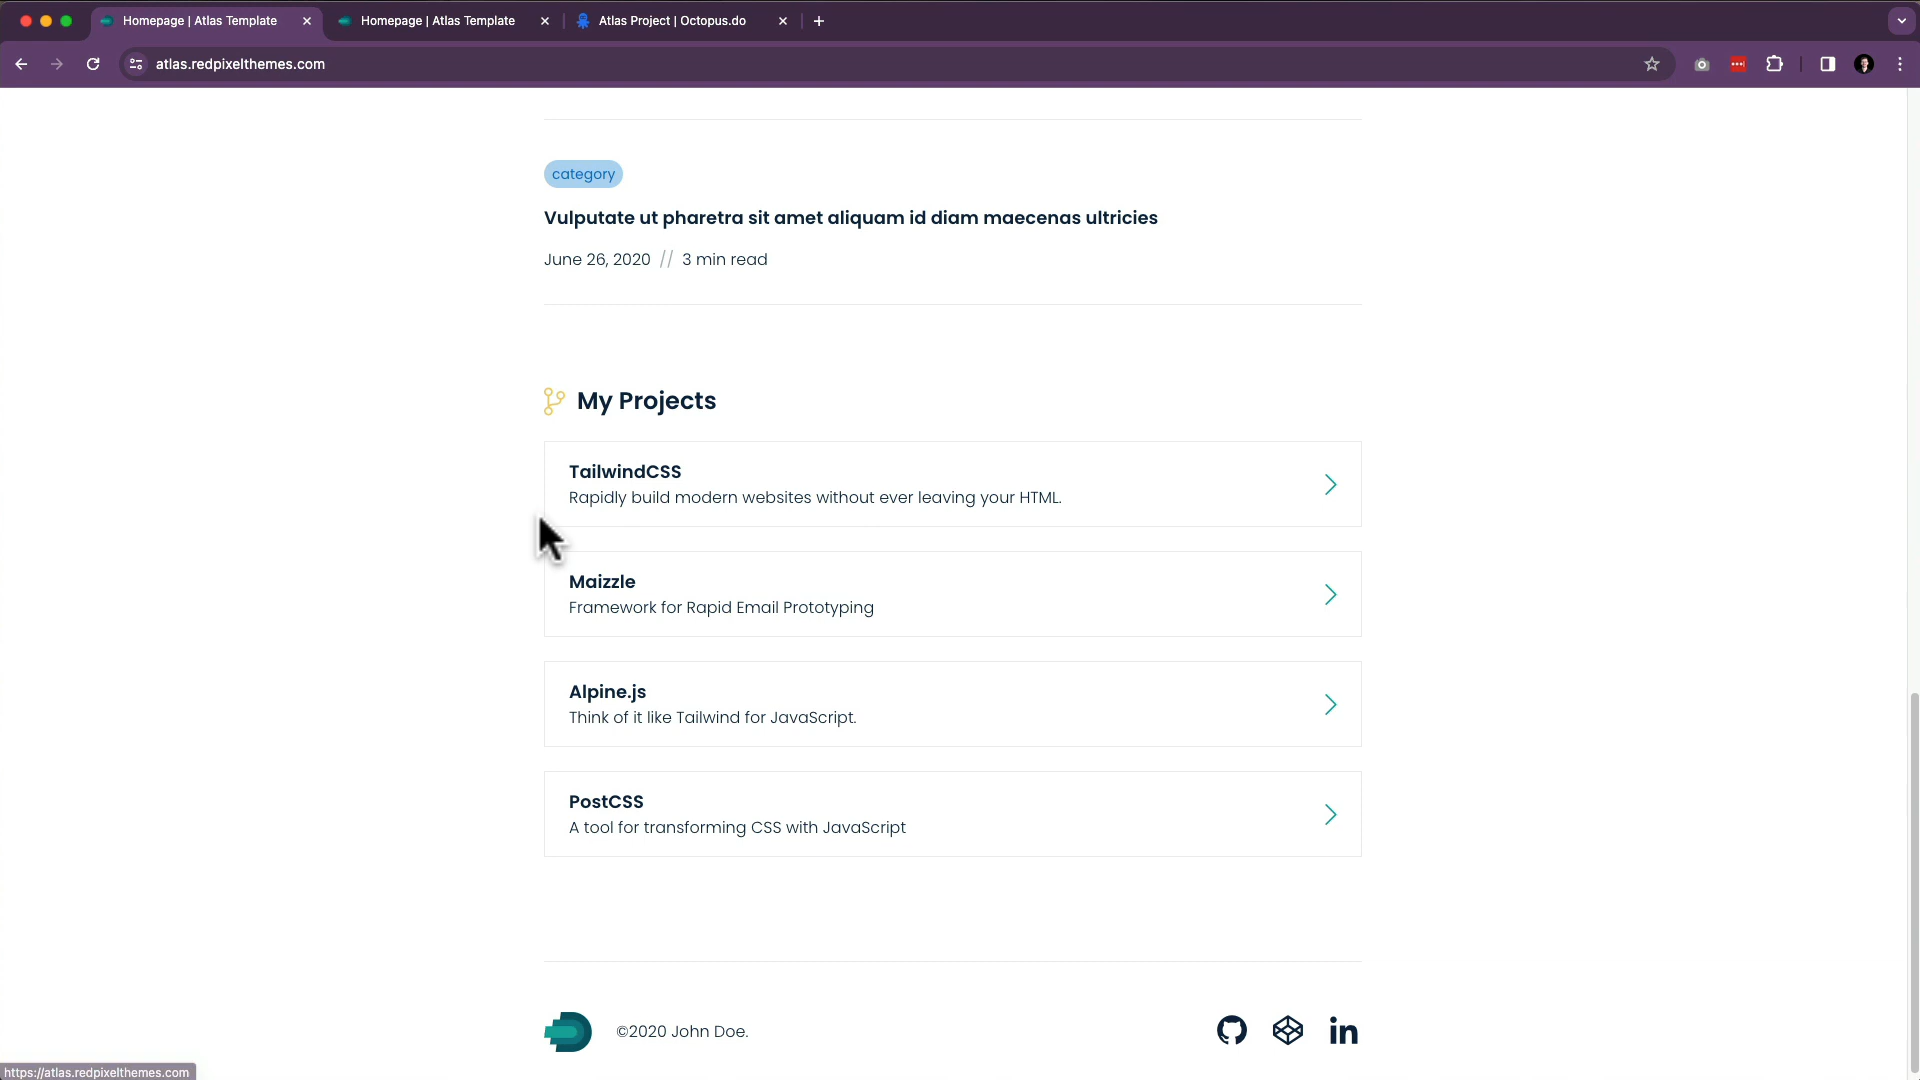 Homepage | Atlas Template
Homepage | Atlas Template
Atlas Project | Octopus.do
atlas.redpixelthemes.com
category
Vulputate ut pharetra sit amet aliquam id diam maecenas ultricies
June 26, 2020 // 3 min read
My Projects
TailwindCSS
Rapidly build modern websites without ever leaving your HTML.
Maizzle
Framework for Rapid Email Prototyping
Alpine.js
Think of it like Tailwind for JavaScript.
PostCSS
A tool for transforming CSS with JavaScript
©2020 John Doe.
in
https://atlas.redpixelthemes.com